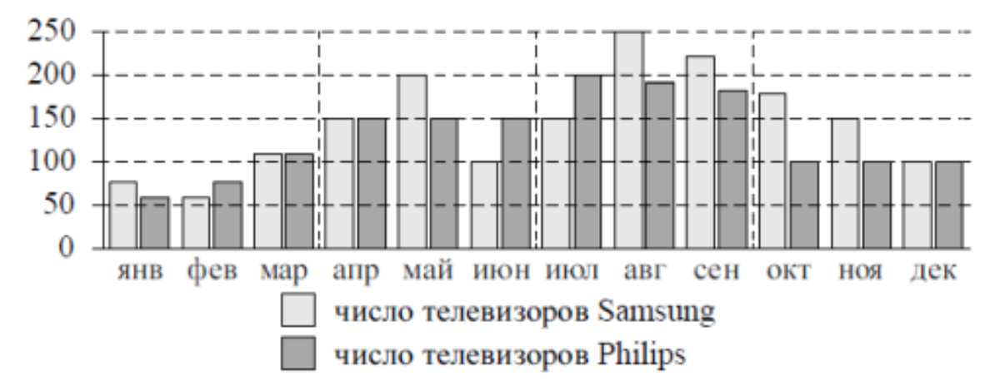 250
200
150
100
50
0
янв фев мар апр май июн июл авг сен окт ноя дек
число телевизоров Samsung
число телевизоров Philips